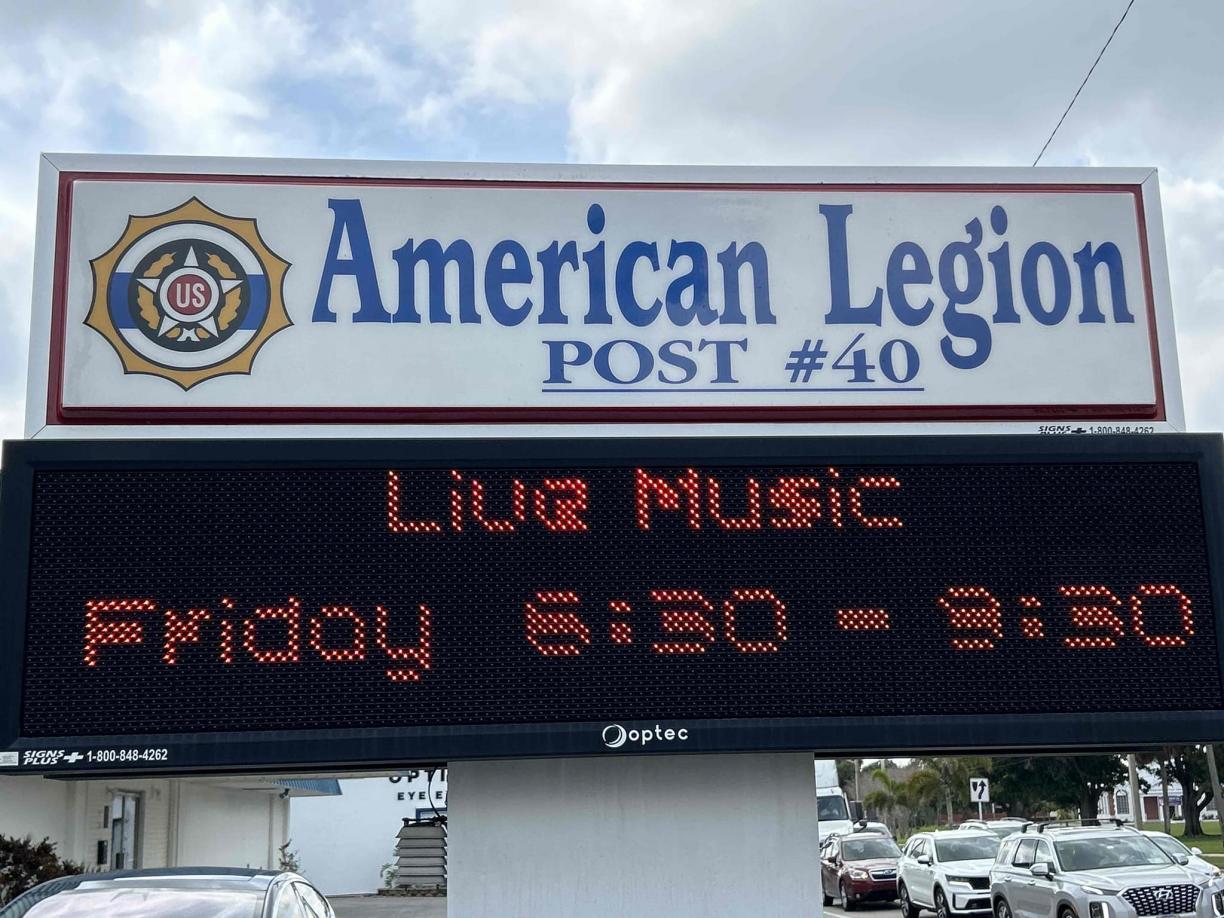 US
American Legion
POST #40
SIGNS PLUS 1-800-848-4262
Live Music
Friday 6:30 - 9:30
optec
SIGNS PLUS 1-800-848-4262